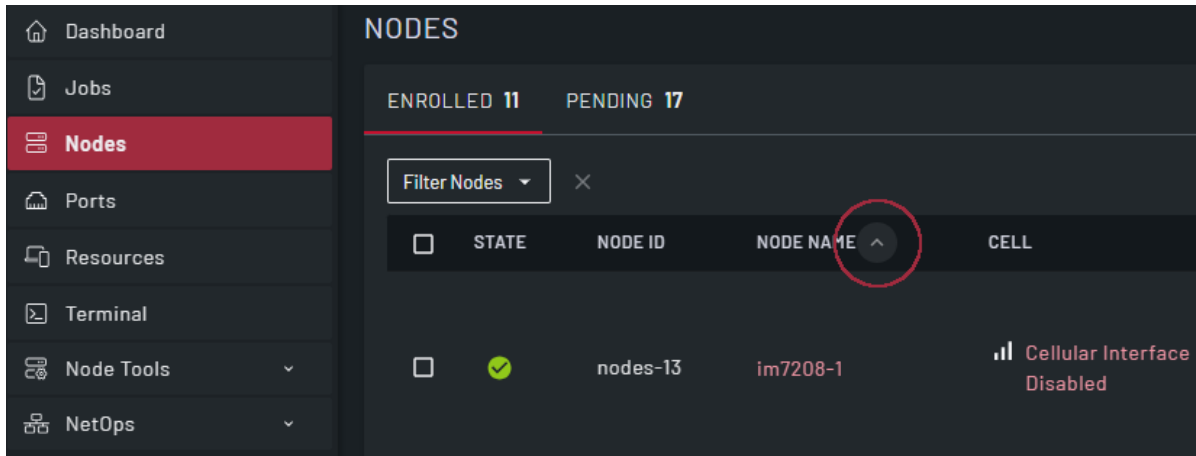 Dashboard
Jobs
Nodes
Ports
Resources
Terminal
Node Tools
NetOps
NODES
ENROLLED 11 PENDING 17
Filter Nodes
STATE NODE ID NODE NAME CELL
nodes-13 im7208-1 Cellular Interface
Disabled